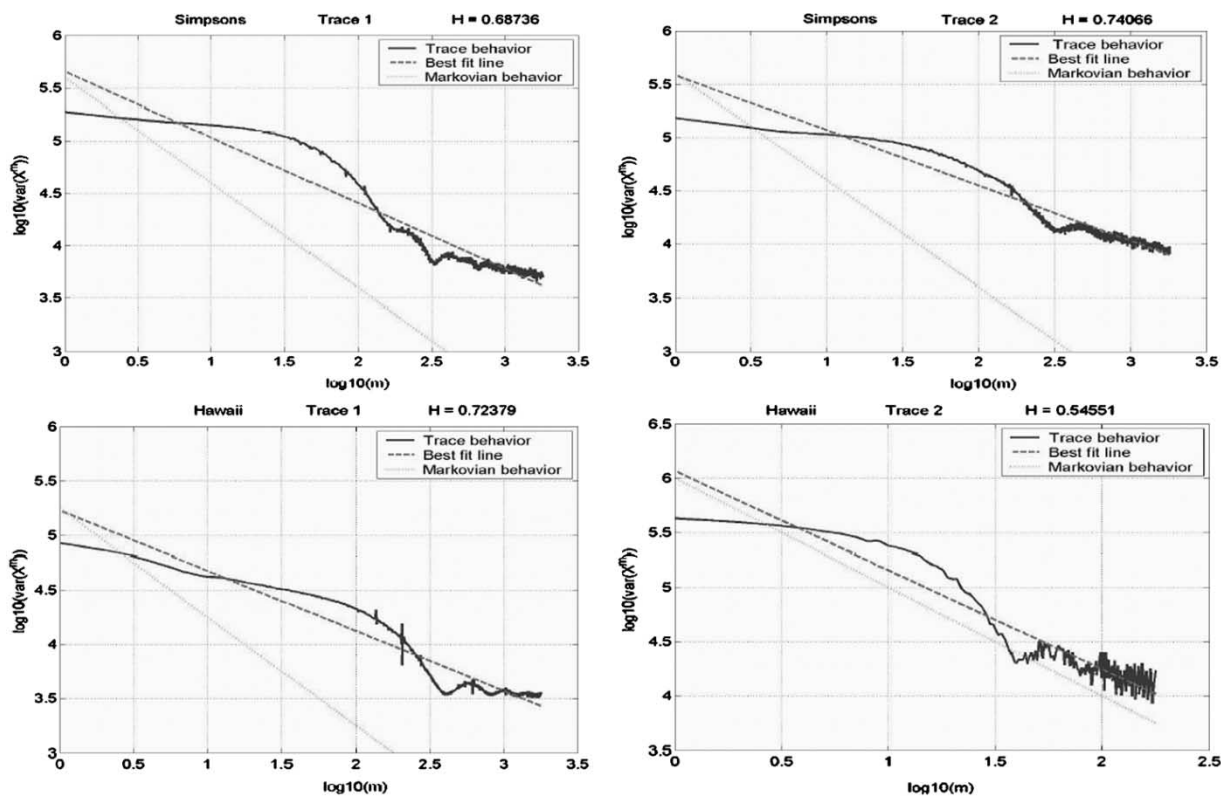 Simpsons Trace 1 H = 0.68736
6
5.5
5
4.5
4
3.5
3
Trace behavior
Best fit line
Markovian behavior
log10(var(X^m))
0 0.5 1 1.5 2 2.5 3 3.5
log10(m)
Simpsons Trace 2 H = 0.74066
6
5.5
5
4.5
4
3.5
3
Trace behavior
Best fit line
Markovian behavior
log10(var(X^m))
0 0.5 1 1.5 2 2.5 3 3.5
log10(m)
Hawaii Trace 1 H = 0.72379
6
5.5
5
4.5
4
3.5
3
Trace behavior
Best fit line
Markovian behavior
log10(var(X^m))
0 0.5 1 1.5 2 2.5 3 3.5
log10(m)
Hawaii Trace 2 H = 0.54551
6.5
6
5.5
5
4.5
4
3.5
Trace behavior
Best fit line
Markovian behavior
log10(var(X^m))
0 0.5 1 1.5 2 2.5
log10(m)